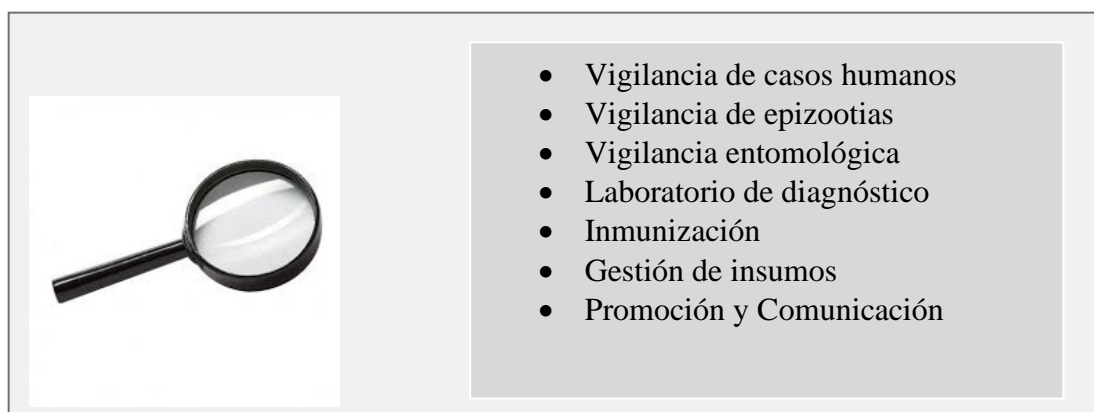 • Vigilancia de casos humanos
• Vigilancia de epizootias
• Vigilancia entomológica
• Laboratorio de diagnóstico
• Inmunización
• Gestión de insumos
• Promoción y Comunicación